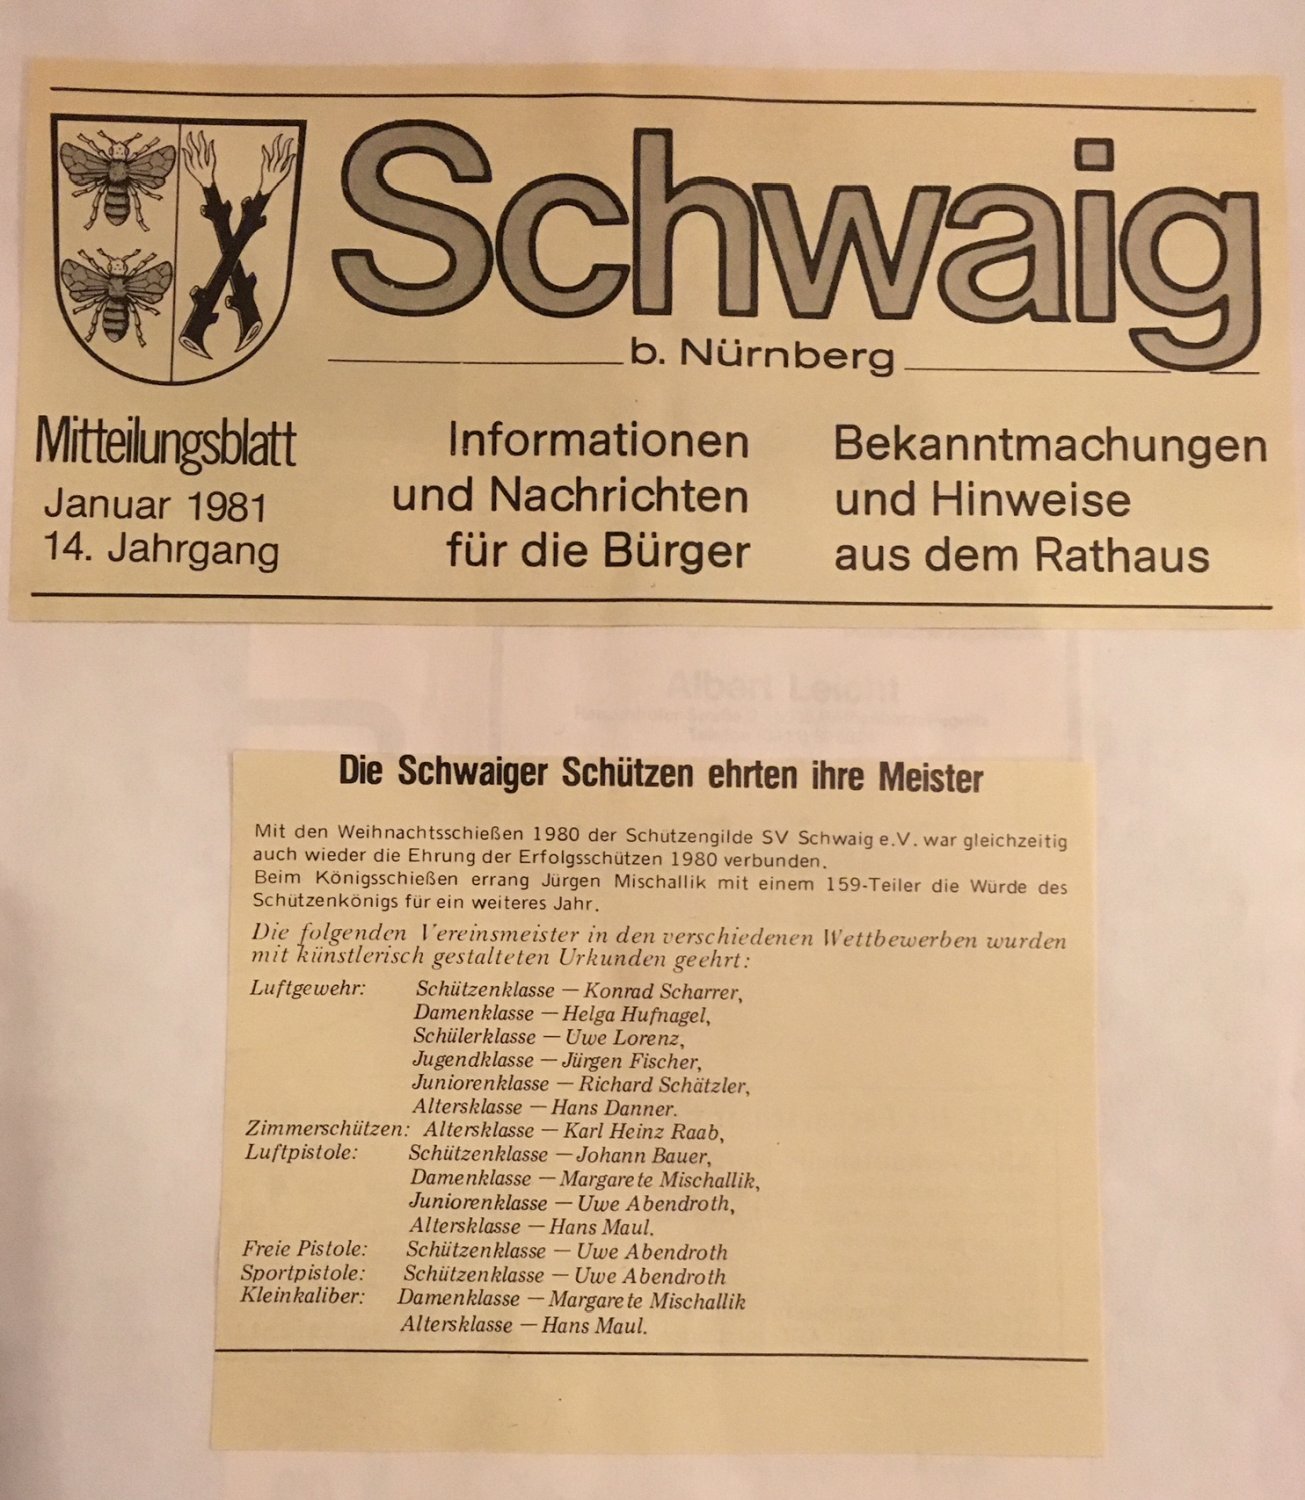 Schwaig
b. Nürnberg
Mitteilungsblatt
Januar 1981
14. Jahrgang
Informationen
und Nachrichten
für die Bürger
Bekanntmachungen
und Hinweise
aus dem Rathaus
Albert Leicht
Die Schwaiger Schützen ehrten ihre Meister
Mit den Weihnachtsschießen 1980 der Schützengilde SV Schwaig e.V. war gleichzeitig
auch wieder die Ehrung der Erfolgsschützen 1980 verbunden.
Beim Königsschießen errang Jürgen Mischallik mit einem 159-Teiler die Würde des
Schützenkönigs für ein weiteres Jahr.
Die folgenden Vereinsmeister in den verschiedenen Wettbewerben wurden
mit künstlerisch gestalteten Urkunden geehrt:
Luftgewehr: Schützenklasse — Konrad Scharrer,
Damenklasse — Helga Hufnagel,
Schülerklasse — Uwe Lorenz,
Jugendklasse — Jürgen Fischer,
Juniorenklasse — Richard Schätzler,
Altersklasse — Hans Danner.
Zimmerschützen: Altersklasse — Karl Heinz Raab,
Luftpistole: Schützenklasse — Johann Bauer,
Damenklasse — Margarete Mischallik,
Juniorenklasse — Uwe Abendroth,
Altersklasse — Hans Maul.
Freie Pistole: Schützenklasse — Uwe Abendroth
Sportpistole: Schützenklasse — Uwe Abendroth
Kleinkaliber: Damenklasse — Margarete Mischallik
Altersklasse — Hans Maul.